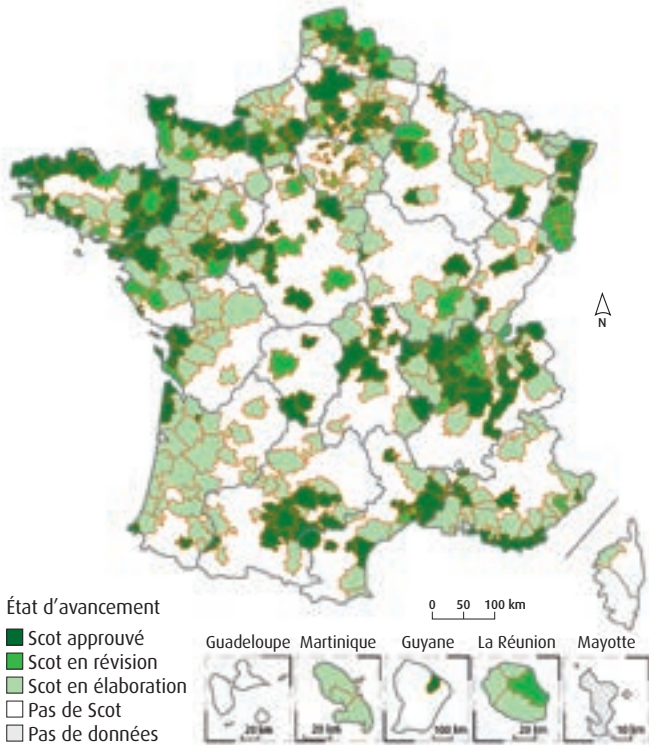 N
0 50 100 km
État d'avancement
Scot approuvé
Scot en révision
Scot en élaboration
Pas de Scot
Pas de données
Guadeloupe Martinique Guyane La Réunion Mayotte
20 km 20 km 100 km 20 km 10 km